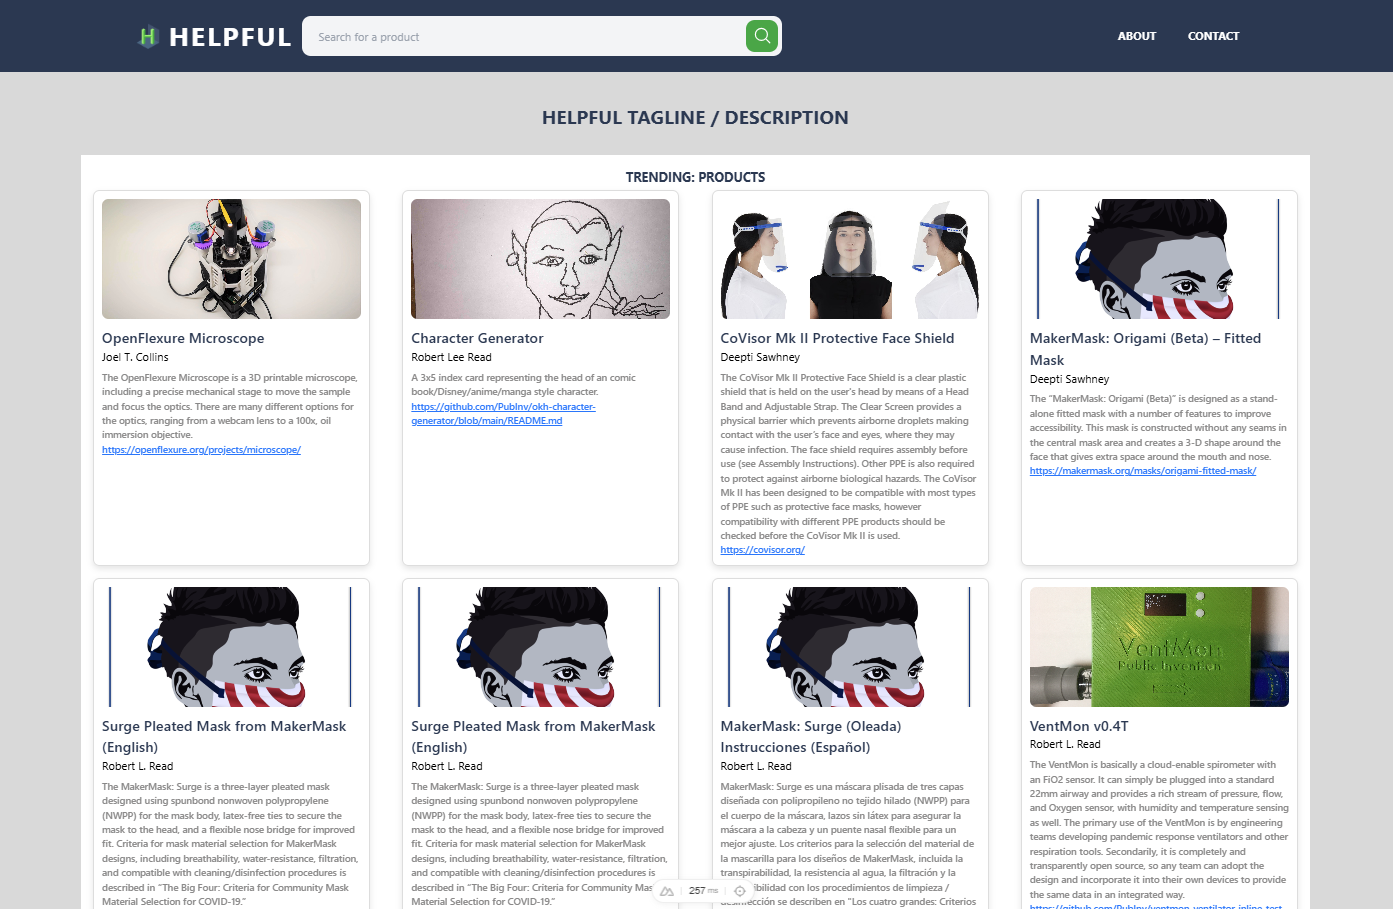 HELPFUL
Search for a product
ABOUT
CONTACT
HELPFUL TAGLINE / DESCRIPTION
TRENDING: PRODUCTS
OpenFlexure Microscope
Joel T. Collins
The OpenFlexure Microscope is a 3D printable microscope,
including a precise mechanical stage to move the sample
and focus the optics. There are many different options for
the optics, ranging from a webcam lens to a 100x, oil
immersion objective.
https://openflexure.org/projects/microscope/
Character Generator
Robert Lee Read
A 3x5 index card representing the head of an comic
book/Disney/anime/manga style character.
https://github.com/PubInv/okh-character-
generator/blob/main/README.md
CoVisor Mk II Protective Face Shield
Deepti Sawhney
The CoVisor Mk II Protective Face Shield is a clear plastic
shield that is held on the user's head by means of a Head
Band and Adjustable Strap. The Clear Screen provides a
physical barrier which prevents airborne droplets making
contact with the user's face and eyes, where they may
cause infection. The face shield requires assembly before
use (see Assembly Instructions). Other PPE is also required
to protect against airborne biological hazards. The CoVisor
Mk II has been designed to be compatible with most types
of PPE such as protective face masks, however
compatibility with different PPE products should be
checked before the CoVisor Mk II is used.
https://covisor.org/
MakerMask: Origami (Beta) – Fitted
Mask
Deepti Sawhney
The “MakerMask: Origami (Beta)” is designed as a stand-
alone fitted mask with a number of features to improve
accessibility. This mask is constructed without any seams in
the central mask area and creates a 3-D shape around the
face that gives extra space around the mouth and nose.
https://makermask.org/masks/origami-fitted-mask/
Surge Pleated Mask from MakerMask
(English)
Robert L. Read
The MakerMask: Surge is a three-layer pleated mask
designed using spunbond nonwoven polypropylene
(NWPP) for the mask body, latex-free ties to secure the
mask to the head, and a flexible nose bridge for improved
fit. Criteria for mask material selection for MakerMask
designs, including breathability, water-resistance, filtration,
and compatible with cleaning/disinfection procedures is
described in “The Big Four: Criteria for Community Mask
Material Selection for COVID-19.”
Surge Pleated Mask from MakerMask
(English)
Robert L. Read
The MakerMask: Surge is a three-layer pleated mask
designed using spunbond nonwoven polypropylene
(NWPP) for the mask body, latex-free ties to secure the
mask to the head, and a flexible nose bridge for improved
fit. Criteria for mask material selection for MakerMask
designs, including breathability, water-resistance, filtration,
and compatible with cleaning/disinfection procedures is
described in “The Big Four: Criteria for Community Mas
Material Selection for COVID-19.”
MakerMask: Surge (Oleada)
Instrucciones (Español)
Robert L. Read
MakerMask: Surge es una máscara plisada de tres capas
diseñada con polipropileno no tejido hilado (NWPP) para
el cuerpo de la máscara, lazos sin látex para asegurar la
máscara a la cabeza y un puente nasal flexible para un
mejor ajuste. Los criterios para la selección del material de
la mascarilla para los diseños de MakerMask, incluida la
transpirabilidad, la resistencia al agua, la filtración y la
ibilidad con los procedimientos de limpieza /
desinfección se describen en “Los cuatro grandes: Criterios
VentMon
Public Invention
VentMon v0.4T
Robert L. Read
The VentMon is basically a cloud-enable spirometer with
an FiO2 sensor. It can simply be plugged into a standard
22mm airway and provides a rich stream of pressure, flow,
and Oxygen sensor, with humidity and temperature sensing
as well. The primary use of the VentMon is by engineering
teams developing pandemic response ventilators and other
respiration tools. Secondarily, it is completely and
transparently open source, so any team can adopt the
design and incorporate it into their own devices to provide
the same data in an integrated way.
https://github.com/PubInv/ventmon-ventilator-inline-test-
257 ms